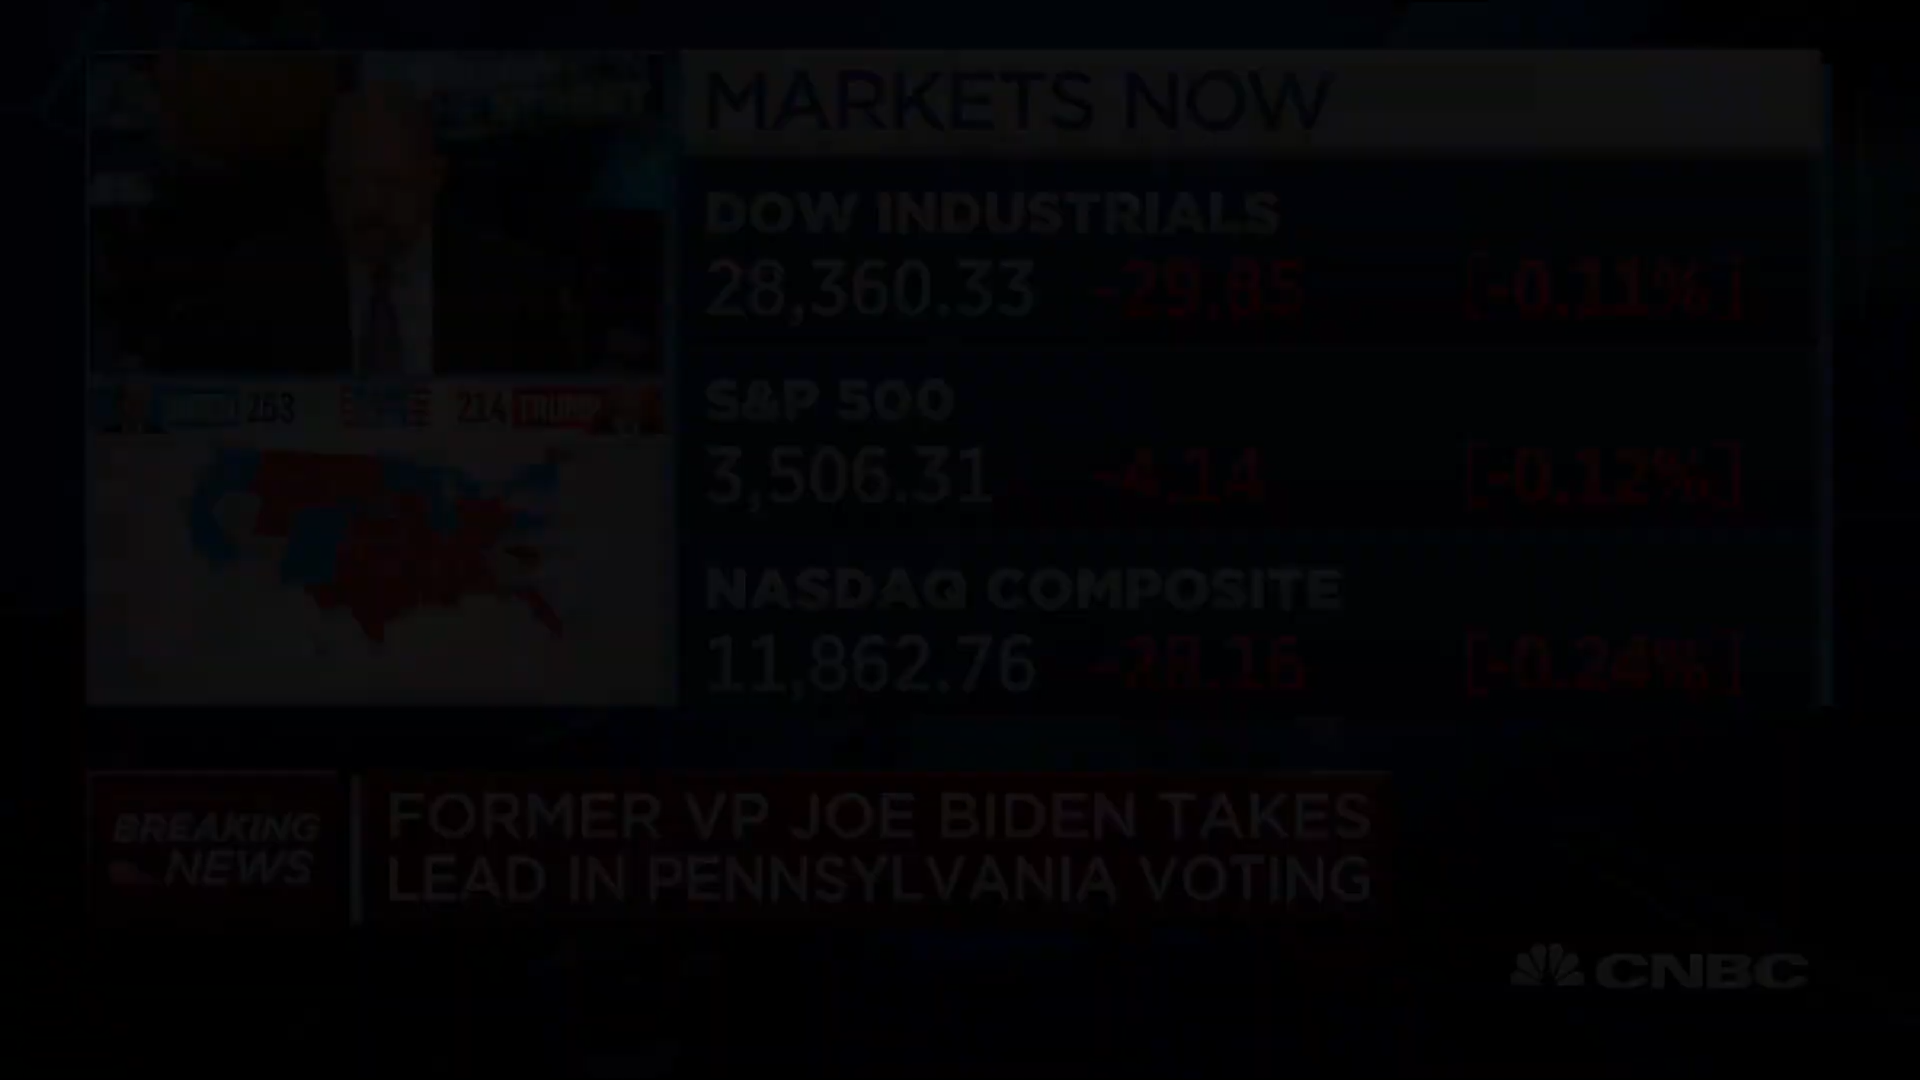 MARKETS NOW
DOW INDUSTRIALS
28,360.33 -29.85 [-0.11%]
S&P 500
3,506.31 -4.14 [-0.12%]
NASDAQ COMPOSITE
11,862.76 -28.16 [-0.24%]
253 214 TRUMP
BREAKING
NEWS
FORMER VP JOE BIDEN TAKES
LEAD IN PENNSYLVANIA VOTING
CNBC